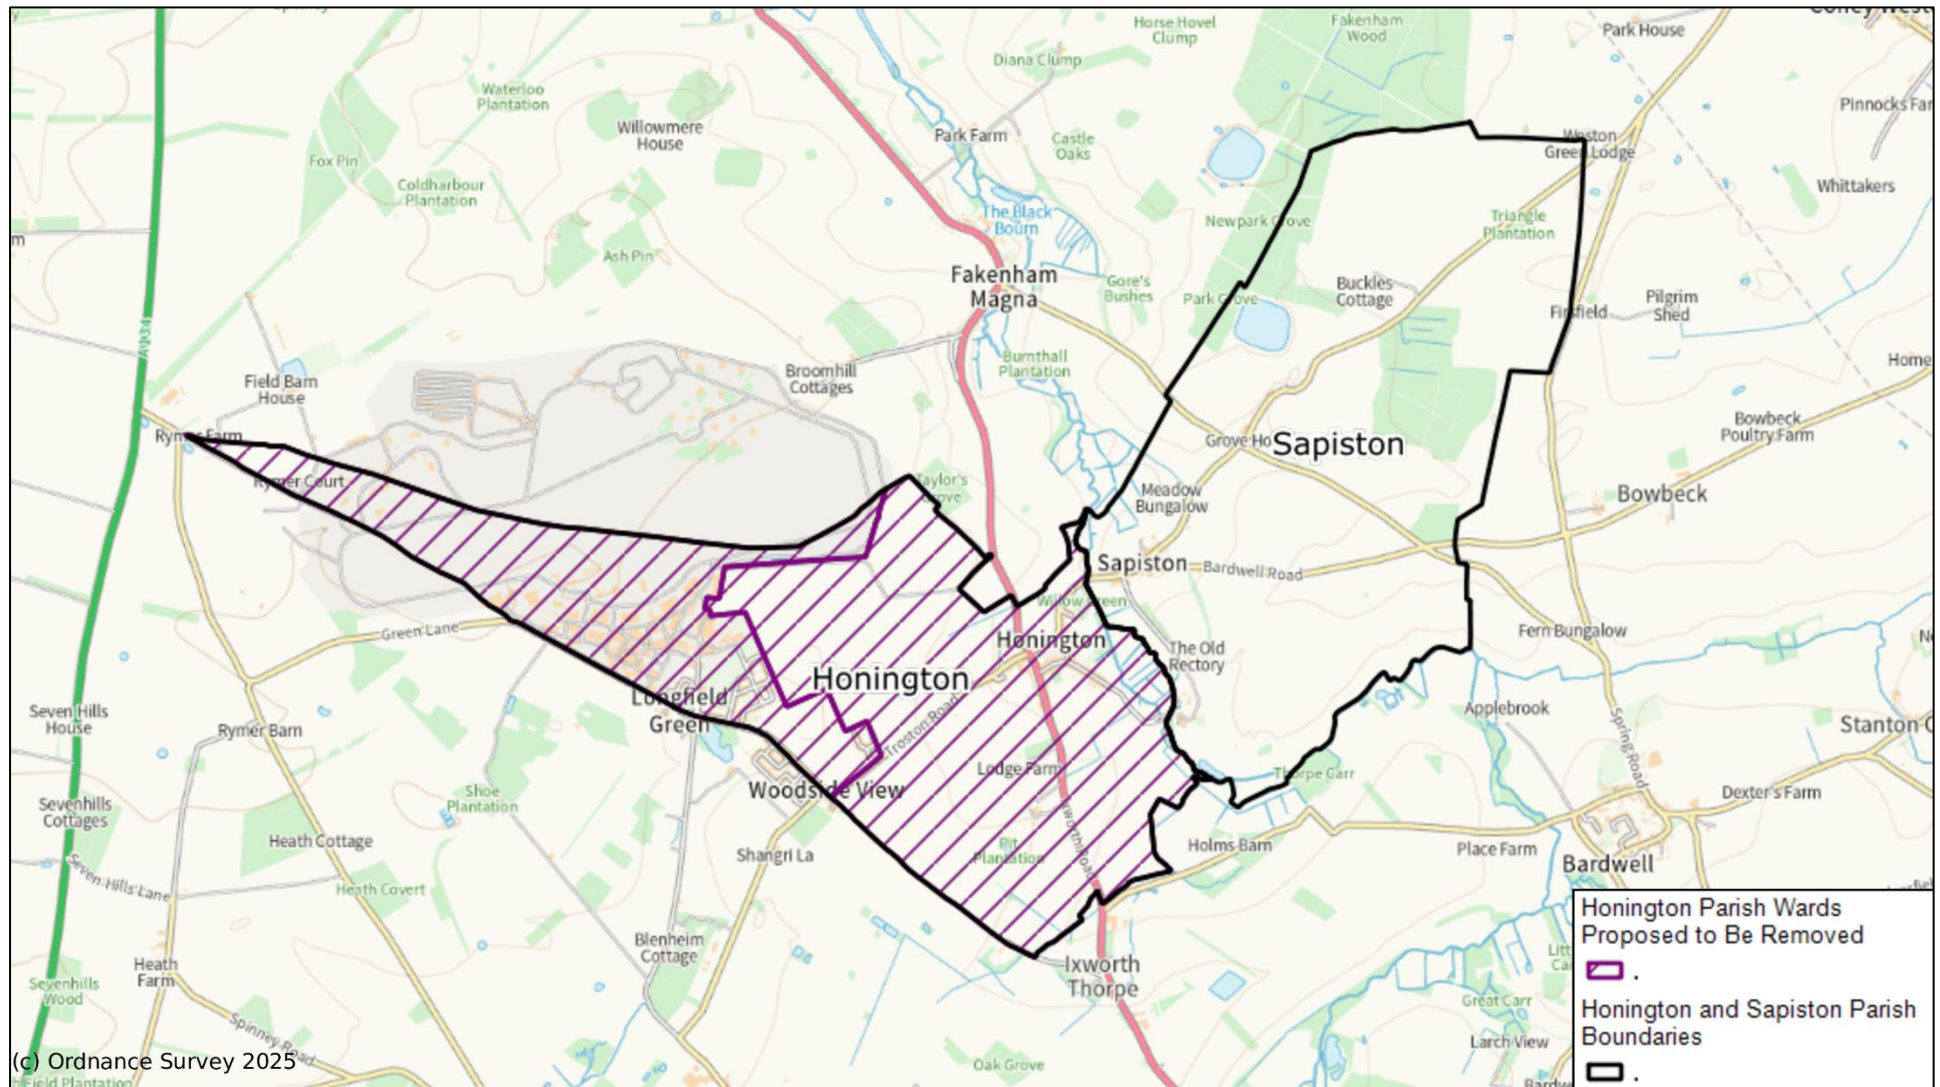 Horse Hovel
Clump
Fakenham
Wood
Park House
Diana Clump
Waterloo
Plantation
Pinnocks Far
Willowmere
House
Park Farm
Castle
Oaks
Weston
Green Lodge
Fox Pin
Coldharbour
Plantation
Whittakers
The Black
Bourn
Newpark Grove
Triangle
Plantation
m
Ash Pin
Fakenham
Magna
Gore's
Bushes
Park Grove
Buckles
Cottage
Firsfield
Pilgrim
Shed
A134
Burnthall
Plantation
Home
Field Barn
House
Broomhill
Cottages
Bowbeck
Poultry Farm
Rymer Farm
Grove Ho
Sapiston
Rymer Court
Taylor's
Grove
Meadow
Bungalow
Bowbeck
Sapiston
Bardwell Road
Willow Green
Green Lane
Honington
Fern Bungalow
The Old
Rectory
Honington
Longfield
Green
Seven Hills
House
Rymer Barn
Troston Road
Applebrook
Spring Road
Stanton C
Lodge Farm
Thorpe Carr
Woodside View
Shoe
Plantation
Sevenhills
Cottages
Dexter's Farm
Heath Cottage
Pit
Plantation
Ixworth Road
Holms Barn
Place Farm
Shangri La
Bardwell
Seven Hills Lane
Heath Covert
Honington Parish Wards
Proposed to Be Removed
.
Blenheim
Cottage
Heath
Farm
Ixworth
Thorpe
Sevenhills
Wood
Great Carr
Honington and Sapiston Parish
Boundaries
.
Spinney Road
Larch View
(c) Ordnance Survey 2025
Oak Grove
Field Plantation